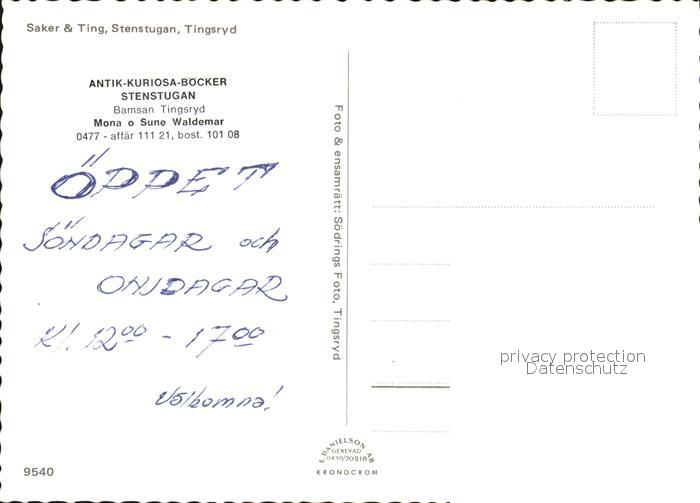 Saker & Ting, Stenstugan, Tingsryd
ANTIK-KURIOSA-BÖCKER
STENSTUGAN
Bamsan Tingsryd
Mona o Sune Waldemar
0477 - affär 111 21, bost. 101 08
ÖPPET
SÖNDAGAR och
ONSDAGAR
Kl. 12⁰⁰ - 17⁰⁰
Välkomna!
Foto & ensamrätt: Södrings Foto, Tingsryd
privacy protection
Datenschutz
E. DANIELSON AB
GENEVAD
0430/70218
KRONOCROM
9540